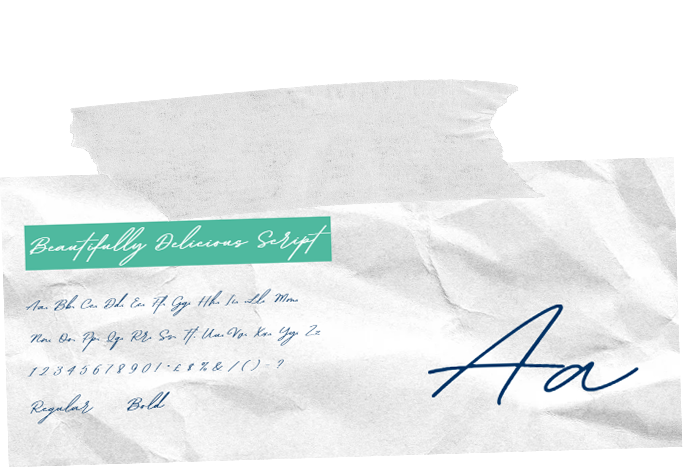 Beautifully Delicious Script
Aa Bb Cc Dd Ee Ff Gg Hh Ii Ll Mm
Nn Oo Pp Qq Rr Ss Tt Uu Vv Xx Yy Zz
1 2 3 4 5 6 7 8 9 0 1 · £ & % & / ( ) - ?
Regular Bold
Aa